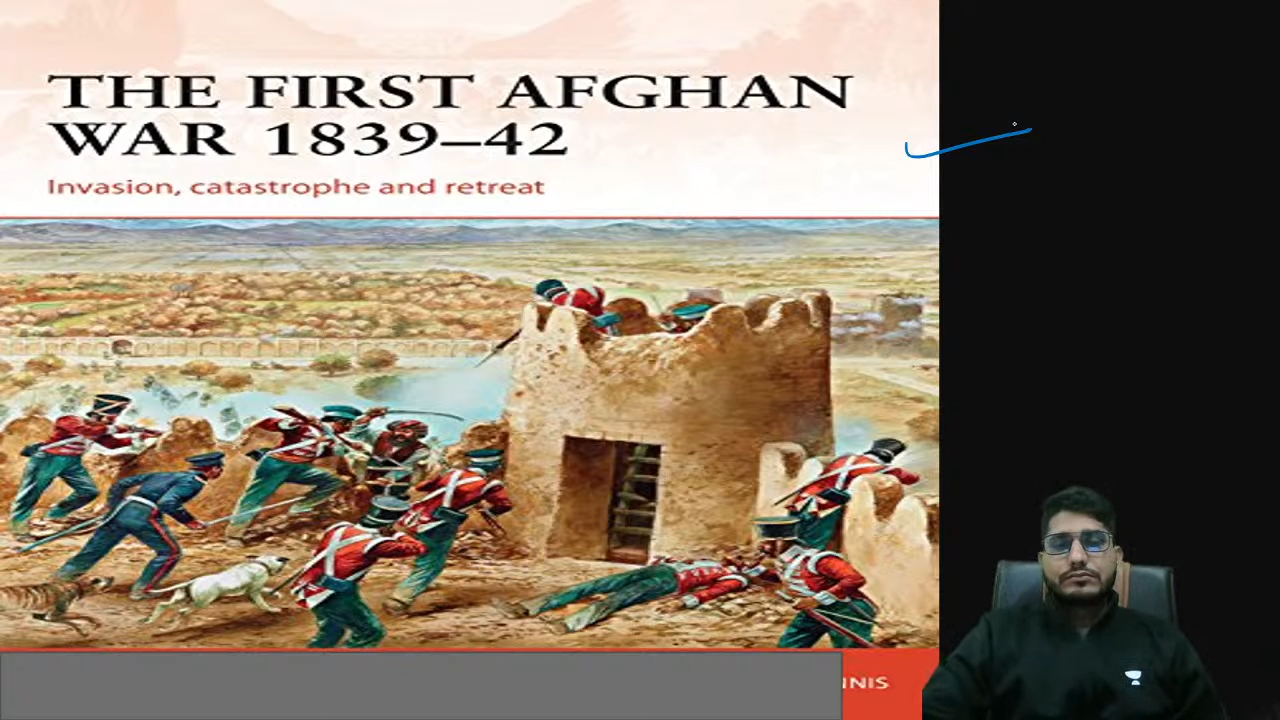 THE FIRST AFGHAN
WAR 1839–42
Invasion, catastrophe and retreat